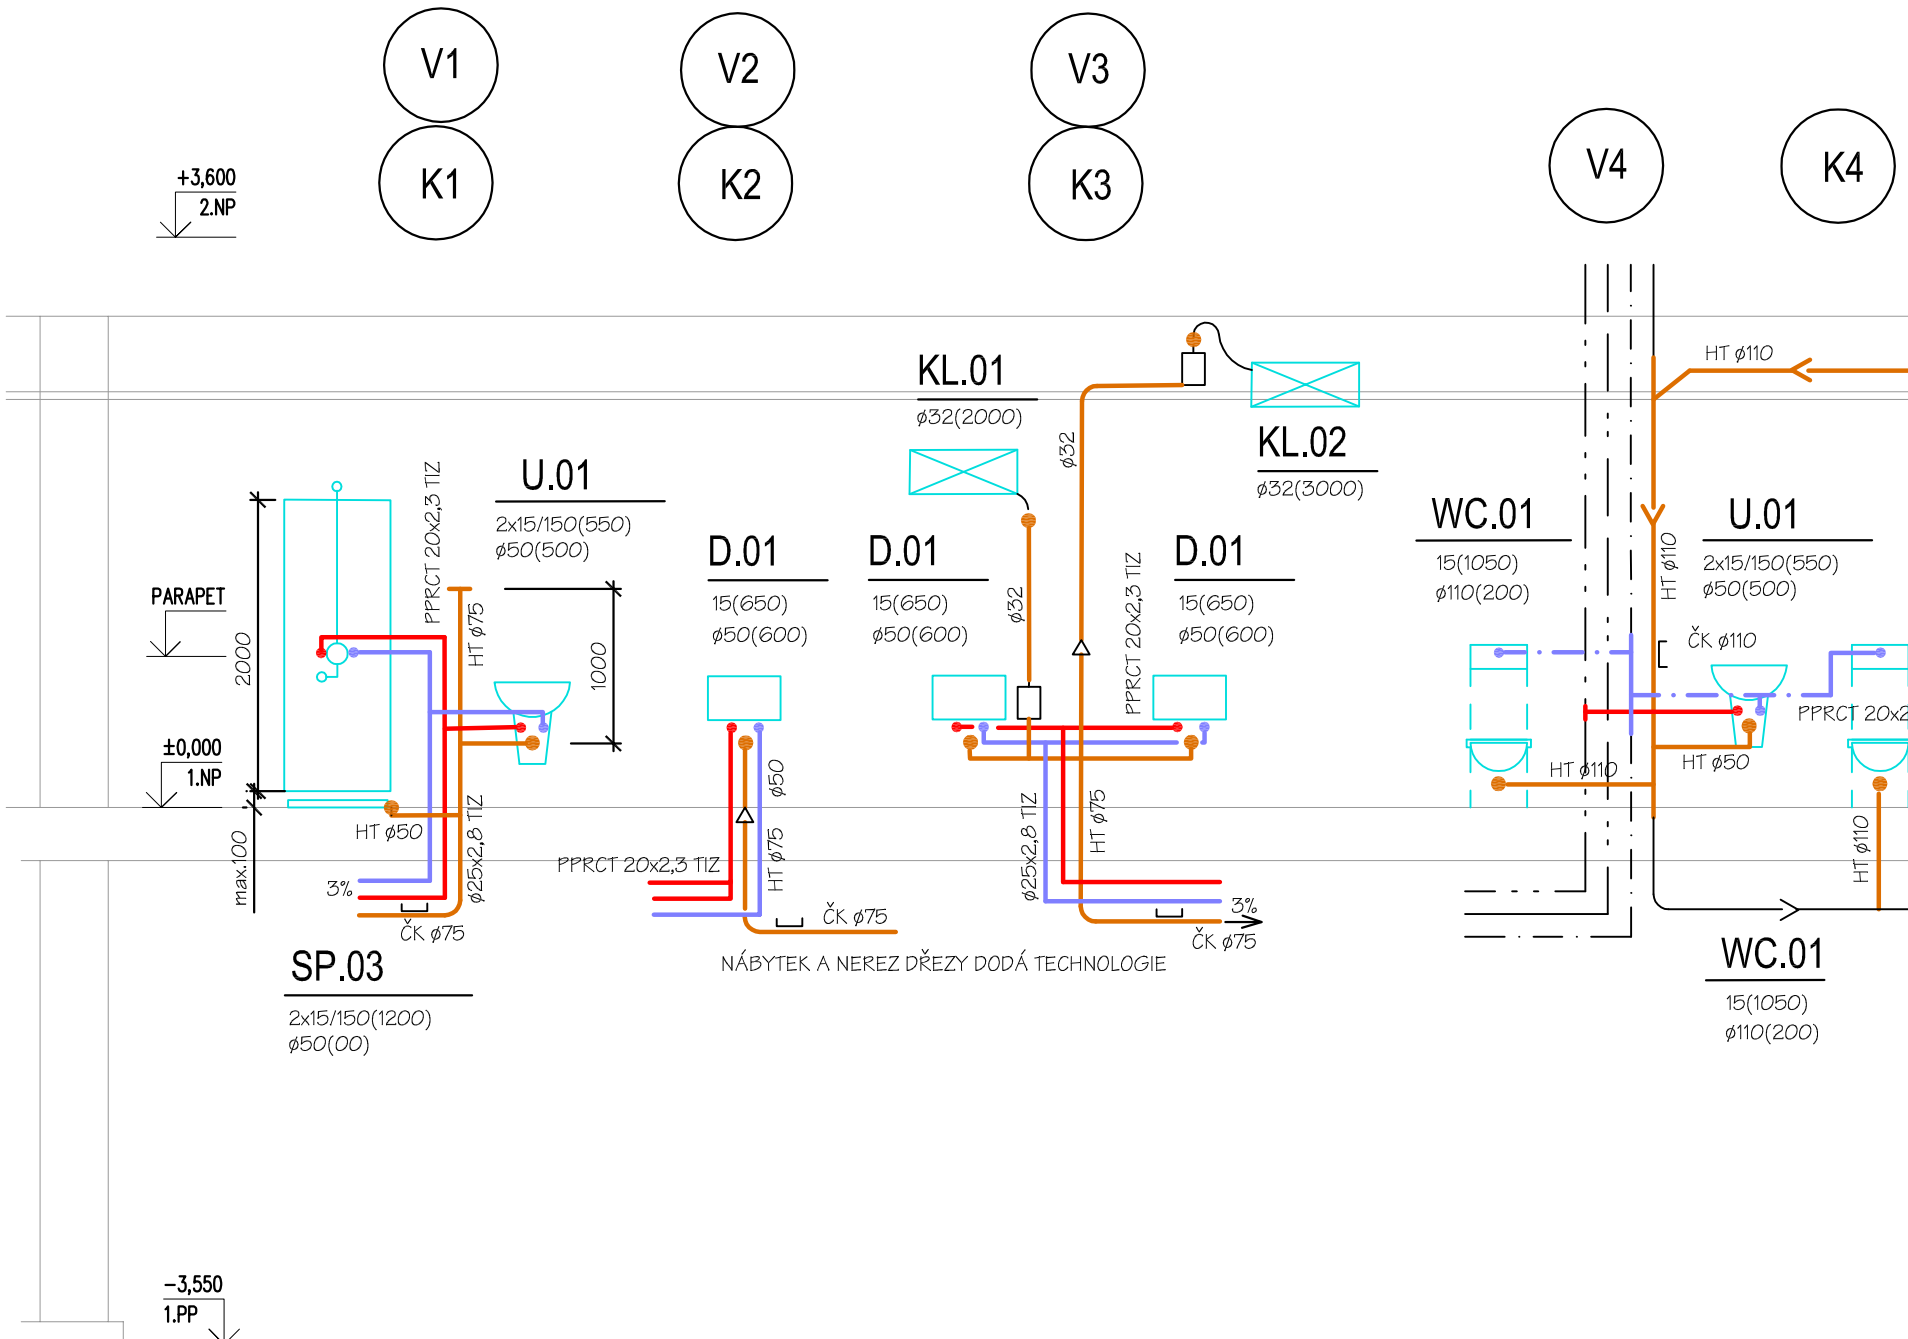 V1
V2
V3
V4
K4
K1
K2
K3
+3,600
2.NP
HT ø110
KL.01
ø32(2000)
ø32
KL.02
ø32(3000)
PPRCT 20x2,3 TIZ
U.01
2x15/150(550)
ø50(500)
WC.01
15(1050)
ø110(200)
U.01
2x15/150(550)
ø50(500)
HT ø110
D.01
15(650)
ø50(600)
D.01
15(650)
ø50(600)
ø32
D.01
15(650)
ø50(600)
PPRCT 20x2,3 TIZ
PARAPET
2000
HT ø75
1000
ČK ø110
PPRCT 20x2
±0,000
1.NP
HT ø110
HT ø50
HT ø50
ø25x2,8 TIZ
ø50
HT ø75
ø25x2,8 TIZ
HT ø75
HT ø110
max.100
PPRCT 20x2,3 TIZ
3%
ČK ø75
ČK ø75
3%
ČK ø75
NÁBYTEK A NEREZ DŘEZY DODÁ TECHNOLOGIE
SP.03
2x15/150(1200)
ø50(00)
WC.01
15(1050)
ø110(200)
-3,550
1.PP